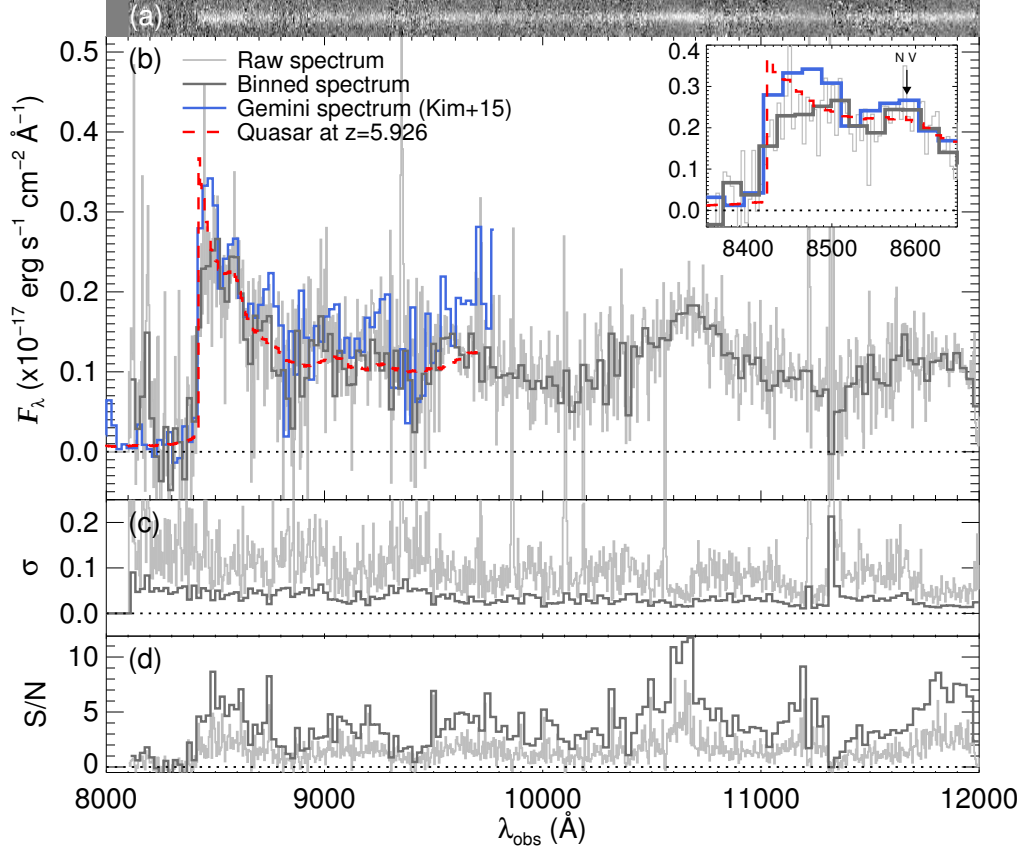 (a)
(b)
Raw spectrum
Binned spectrum
Gemini spectrum (Kim+15)
Quasar at z=5.926
N V
0.4
0.3
0.2
0.1
0.0
8400 8500 8600
0.5
0.4
0.3
0.2
0.1
0.0
Fλ (x10⁻¹⁷ erg s⁻¹ cm⁻² Å⁻¹)
(c)
0.2
0.1
0.0
σ
(d)
10
5
0
S/N
8000 9000 10000 11000 12000
λobs (Å)